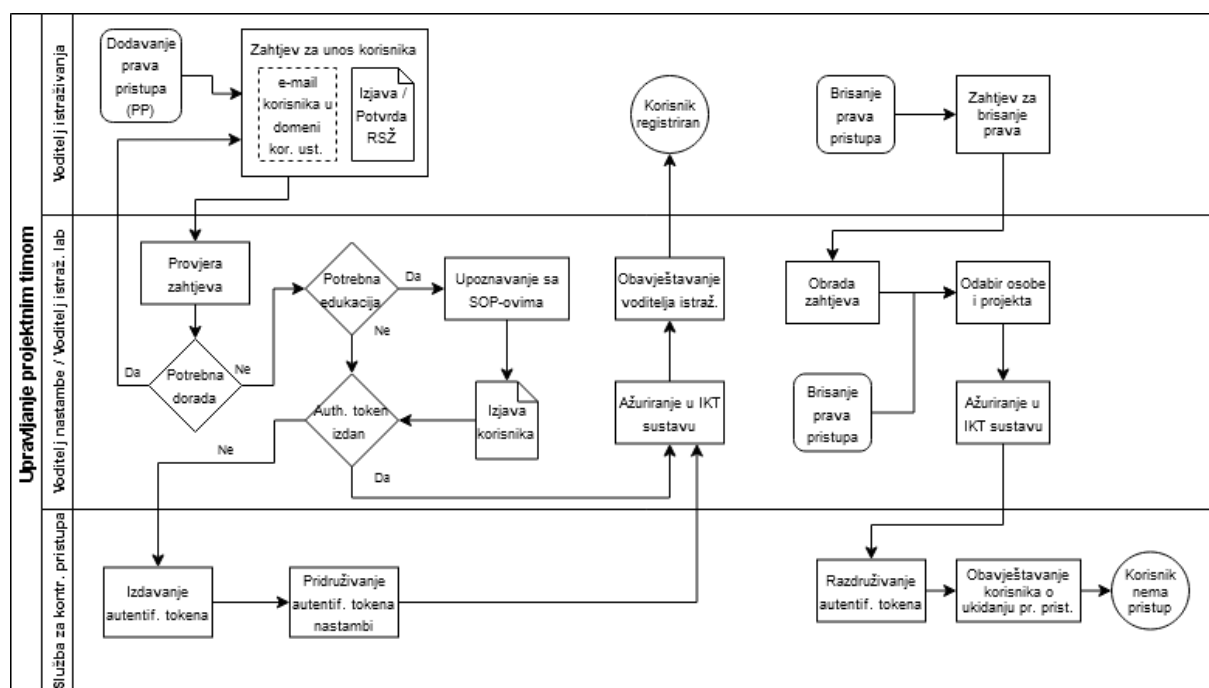 Upravljanje projektnim timom
Voditelj istraživanja
Dodavanje
prava
pristupa
(PP)
Zahtjev za unos korisnika
e-mail
korisnika u
domeni
kor. ust.
Izjava /
Potvrda
RSŽ
Korisnik
registriran
Brisanje
prava
pristupa
Zahtjev za
brisanje
prava
Voditelj nastambe / Voditelj istraž. lab
Provjera
zahtjeva
Potrebna
dorada
Da
Ne
Potrebna
edukacija
Da
Ne
Upoznavanje sa
SOP-ovima
Izjava
korisnika
Auth. token
izdan
Ne
Da
Obavještavanje
voditelja istraž.
Ažuriranje u IKT
sustavu
Obrada
zahtjeva
Brisanje
prava
pristupa
Odabir osobe
i projekta
Ažuriranje u
IKT sustavu
Služba za kontr. pristupa
Izdavanje
autentif. tokena
Pridruživanje
autentif. tokena
nastambi
Razdruživanje
autentif. tokena
Obavještavanje
korisnika o
ukidanju pr. prist.
Korisnik
nema
pristup